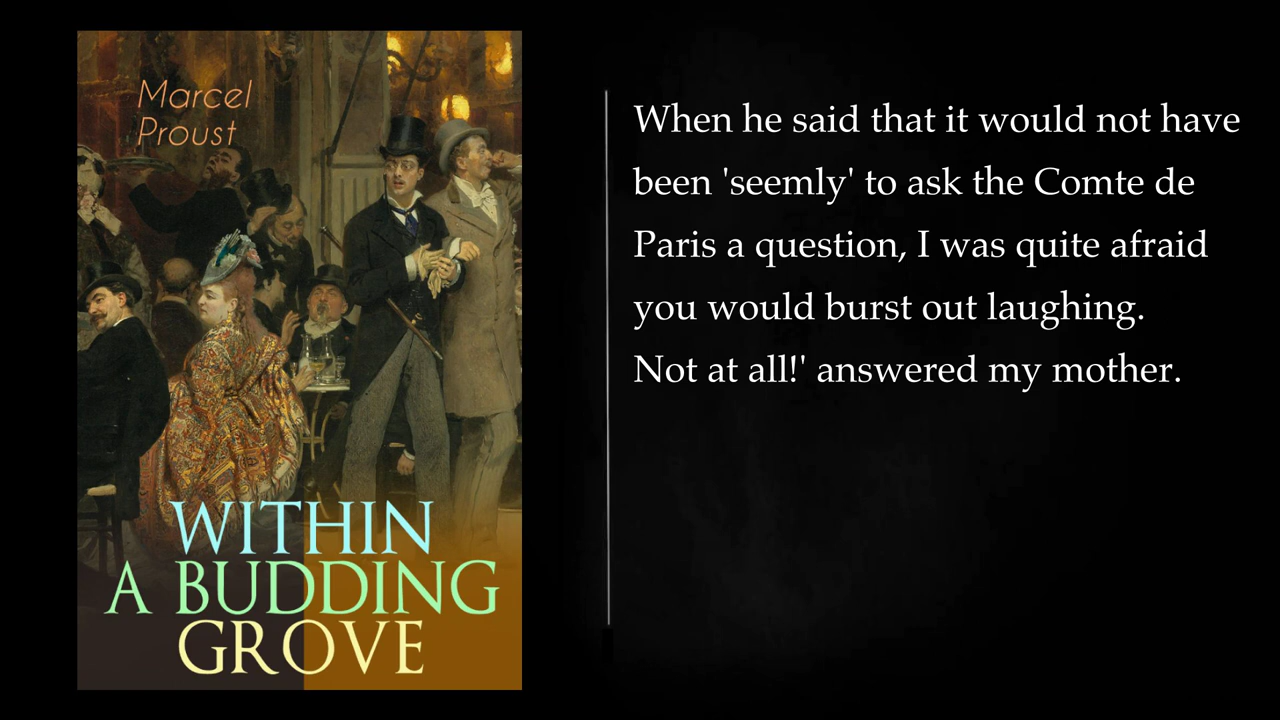 Marcel
Proust
WITHIN
A BUDDING
GROVE
When he said that it would not have
been 'seemly' to ask the Comte de
Paris a question, I was quite afraid
you would burst out laughing.
Not at all!' answered my mother.